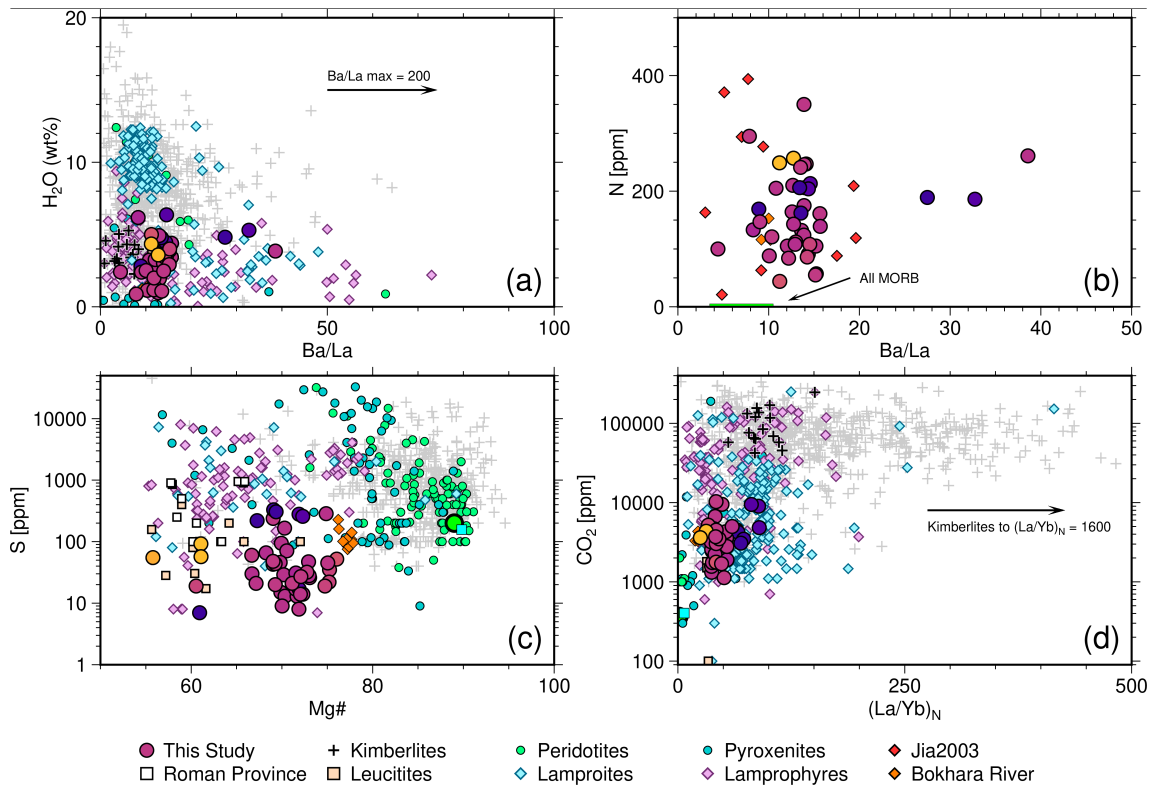 20
10
0
H2O (wt%)
Ba/La max = 200
(a)
0
50
100
Ba/La
400
200
0
N [ppm]
All MORB
(b)
0
10
20
30
40
50
Ba/La
10000
1000
100
10
1
S [ppm]
(c)
60
80
100
Mg#
100000
10000
1000
100
CO2 [ppm]
Kimberlites to (La/Yb)N = 1600
(d)
0
250
500
(La/Yb)N
This Study
Kimberlites
Peridotites
Pyroxenites
Jia2003
Roman Province
Leucitites
Lamproites
Lamprophyres
Bokhara River